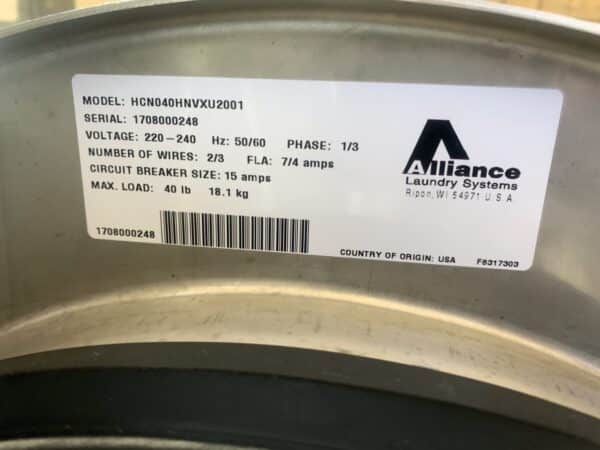 MODEL: HCN040HNVXU2001
SERIAL: 1708000248
VOLTAGE: 220-240 Hz: 50/60 PHASE: 1/3
NUMBER OF WIRES: 2/3 FLA: 7/4 amps
CIRCUIT BREAKER SIZE: 15 amps
MAX. LOAD: 40 lb 18.1 kg
Alliance
Laundry Systems
Ripon, WI 54971 U.S.A.
1708000248
COUNTRY OF ORIGIN: USA F8317303